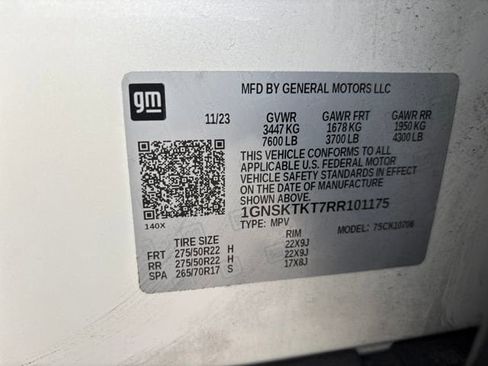 gm
MFD BY GENERAL MOTORS LLC
11/23 GVWR GAWR FRT GAWR RR
3447 KG 1678 KG 1950 KG
7600 LB 3700 LB 4300 LB
THIS VEHICLE CONFORMS TO ALL
APPLICABLE U.S. FEDERAL MOTOR
VEHICLE SAFETY STANDARDS IN EFFECT
ON THE DATE OF MANUFACTURE
SHOWN ABOVE.
1GNSKTKT7RR101175
140X TYPE: MPV MODEL: 7SCK10706
TIRE SIZE RIM
FRT 275/50R22 H 22X9J
RR 275/50R22 H 22X9J
SPA 265/70R17 S 17X8J